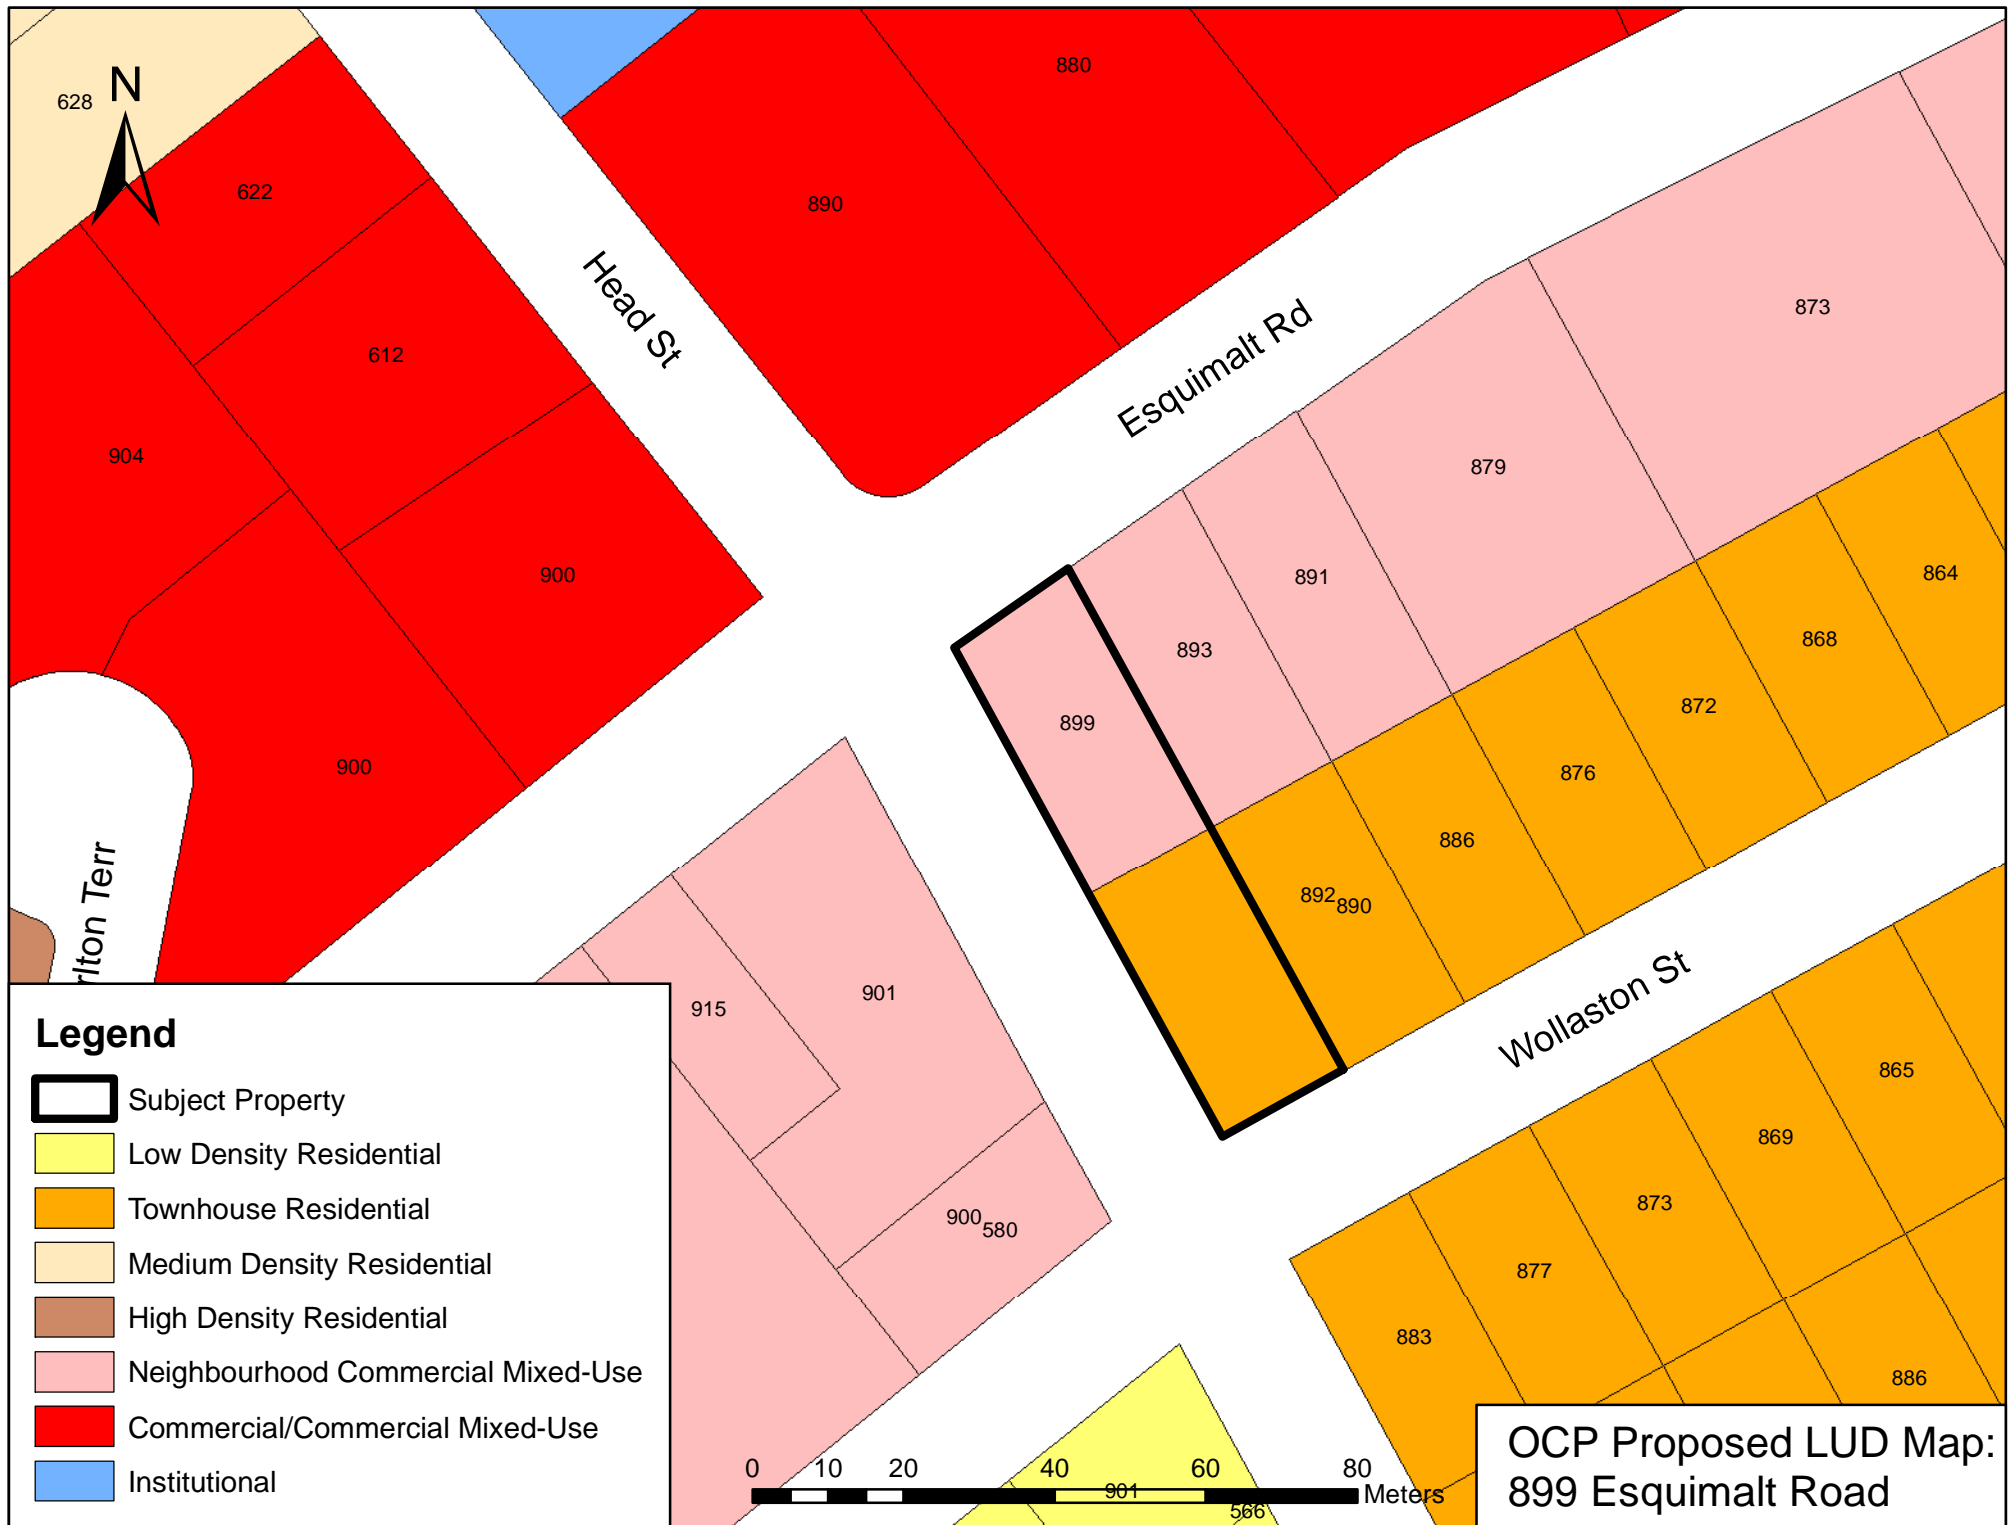 N
628
622
612
904
900
900
890
880
Head St
Esquimalt Rd
873
879
891
893
899
864
868
872
876
886
892 890
Wollaston St
rlton Terr
915
901
900 580
865
869
873
877
883
886
901
566
Legend
Subject Property
Low Density Residential
Townhouse Residential
Medium Density Residential
High Density Residential
Neighbourhood Commercial Mixed-Use
Commercial/Commercial Mixed-Use
Institutional
0 10 20 40 60 80
Meters
OCP Proposed LUD Map:
899 Esquimalt Road